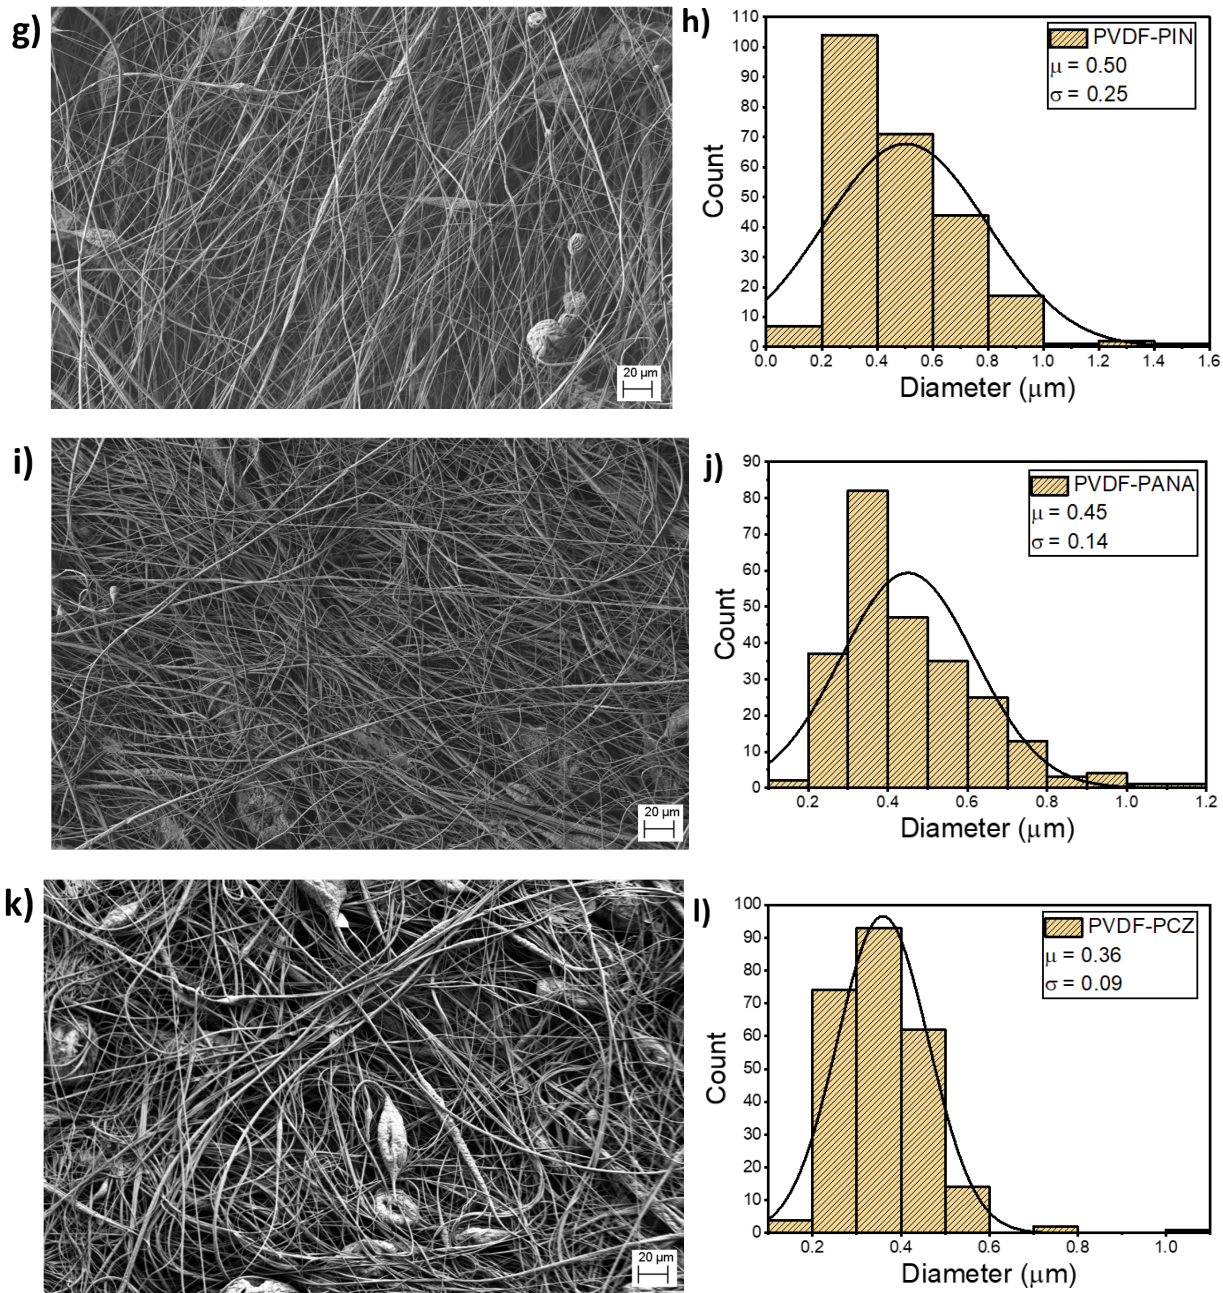 g)
20 µm
h)
PVDF-PIN
μ = 0.50
σ = 0.25
110
100
90
80
70
60
50
40
30
20
10
0
Count
0.0 0.2 0.4 0.6 0.8 1.0 1.2 1.4 1.6
Diameter (μm)
i)
20 µm
j)
PVDF-PANA
μ = 0.45
σ = 0.14
90
80
70
60
50
40
30
20
10
0
Count
0.2 0.4 0.6 0.8 1.0 1.2
Diameter (μm)
k)
20 µm
l)
PVDF-PCZ
μ = 0.36
σ = 0.09
100
90
80
70
60
50
40
30
20
10
0
Count
0.2 0.4 0.6 0.8 1.0
Diameter (μm)